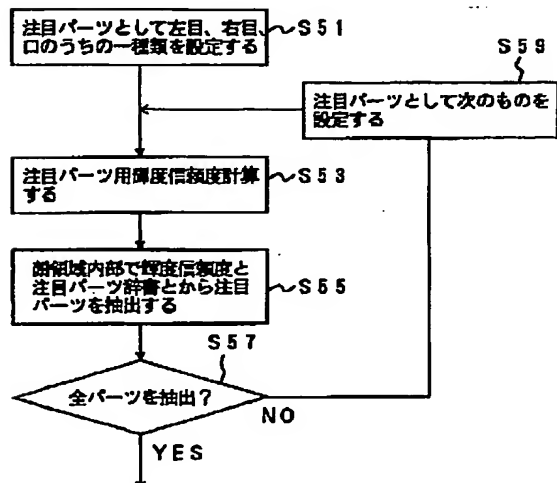 注目パーツとして左目、右目、
口のうちの一種類を設定する
S51
S59
注目パーツとして次のものを
設定する
注目パーツ用輝度信頼度計算
する
S53
顔領域内部で輝度信頼度と
注目パーツ辞書とから注目
パーツを抽出する
S55
S57
全パーツを抽出？
NO
YES